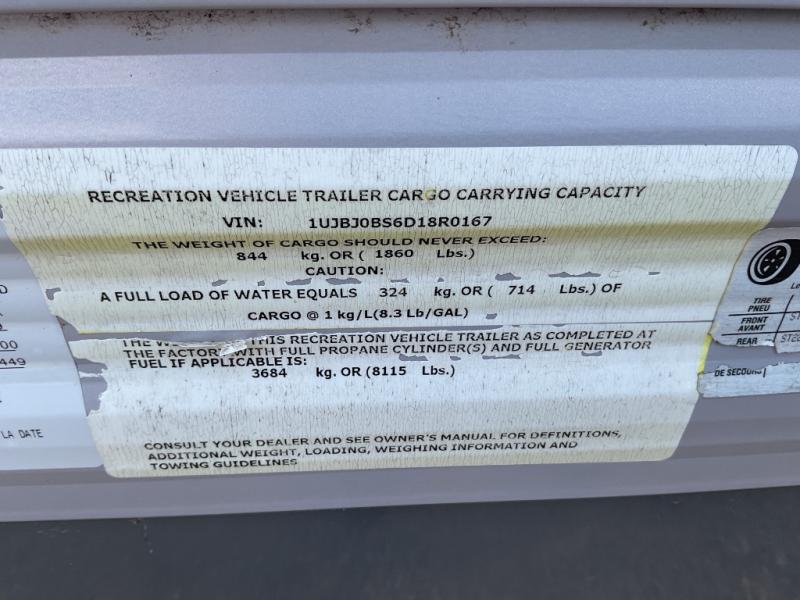 RECREATION VEHICLE TRAILER CARGO CARRYING CAPACITY
VIN: 1UJBJ0BS6D18R0167
THE WEIGHT OF CARGO SHOULD NEVER EXCEED:
844 kg. OR ( 1860 Lbs.)
CAUTION:
A FULL LOAD OF WATER EQUALS 324 kg. OR ( 714 Lbs.) OF
CARGO @ 1 kg/L(8.3 Lb/GAL)
THE THIS RECREATION VEHICLE TRAILER AS COMPLETED AT
THE FACTORY WITH FULL PROPANE CYLINDER(S) AND FULL GENERATOR
FUEL IF APPLICABLE IS:
3684 kg. OR (8115 Lbs.)
CONSULT YOUR DEALER AND SEE OWNER'S MANUAL FOR DEFINITIONS,
ADDITIONAL WEIGHT, LOADING, WEIGHING INFORMATION AND
TOWING GUIDELINES
00
449
LA DATE
TIRE
PNEU
FRONT
AVANT
REAR
DE SECOURS